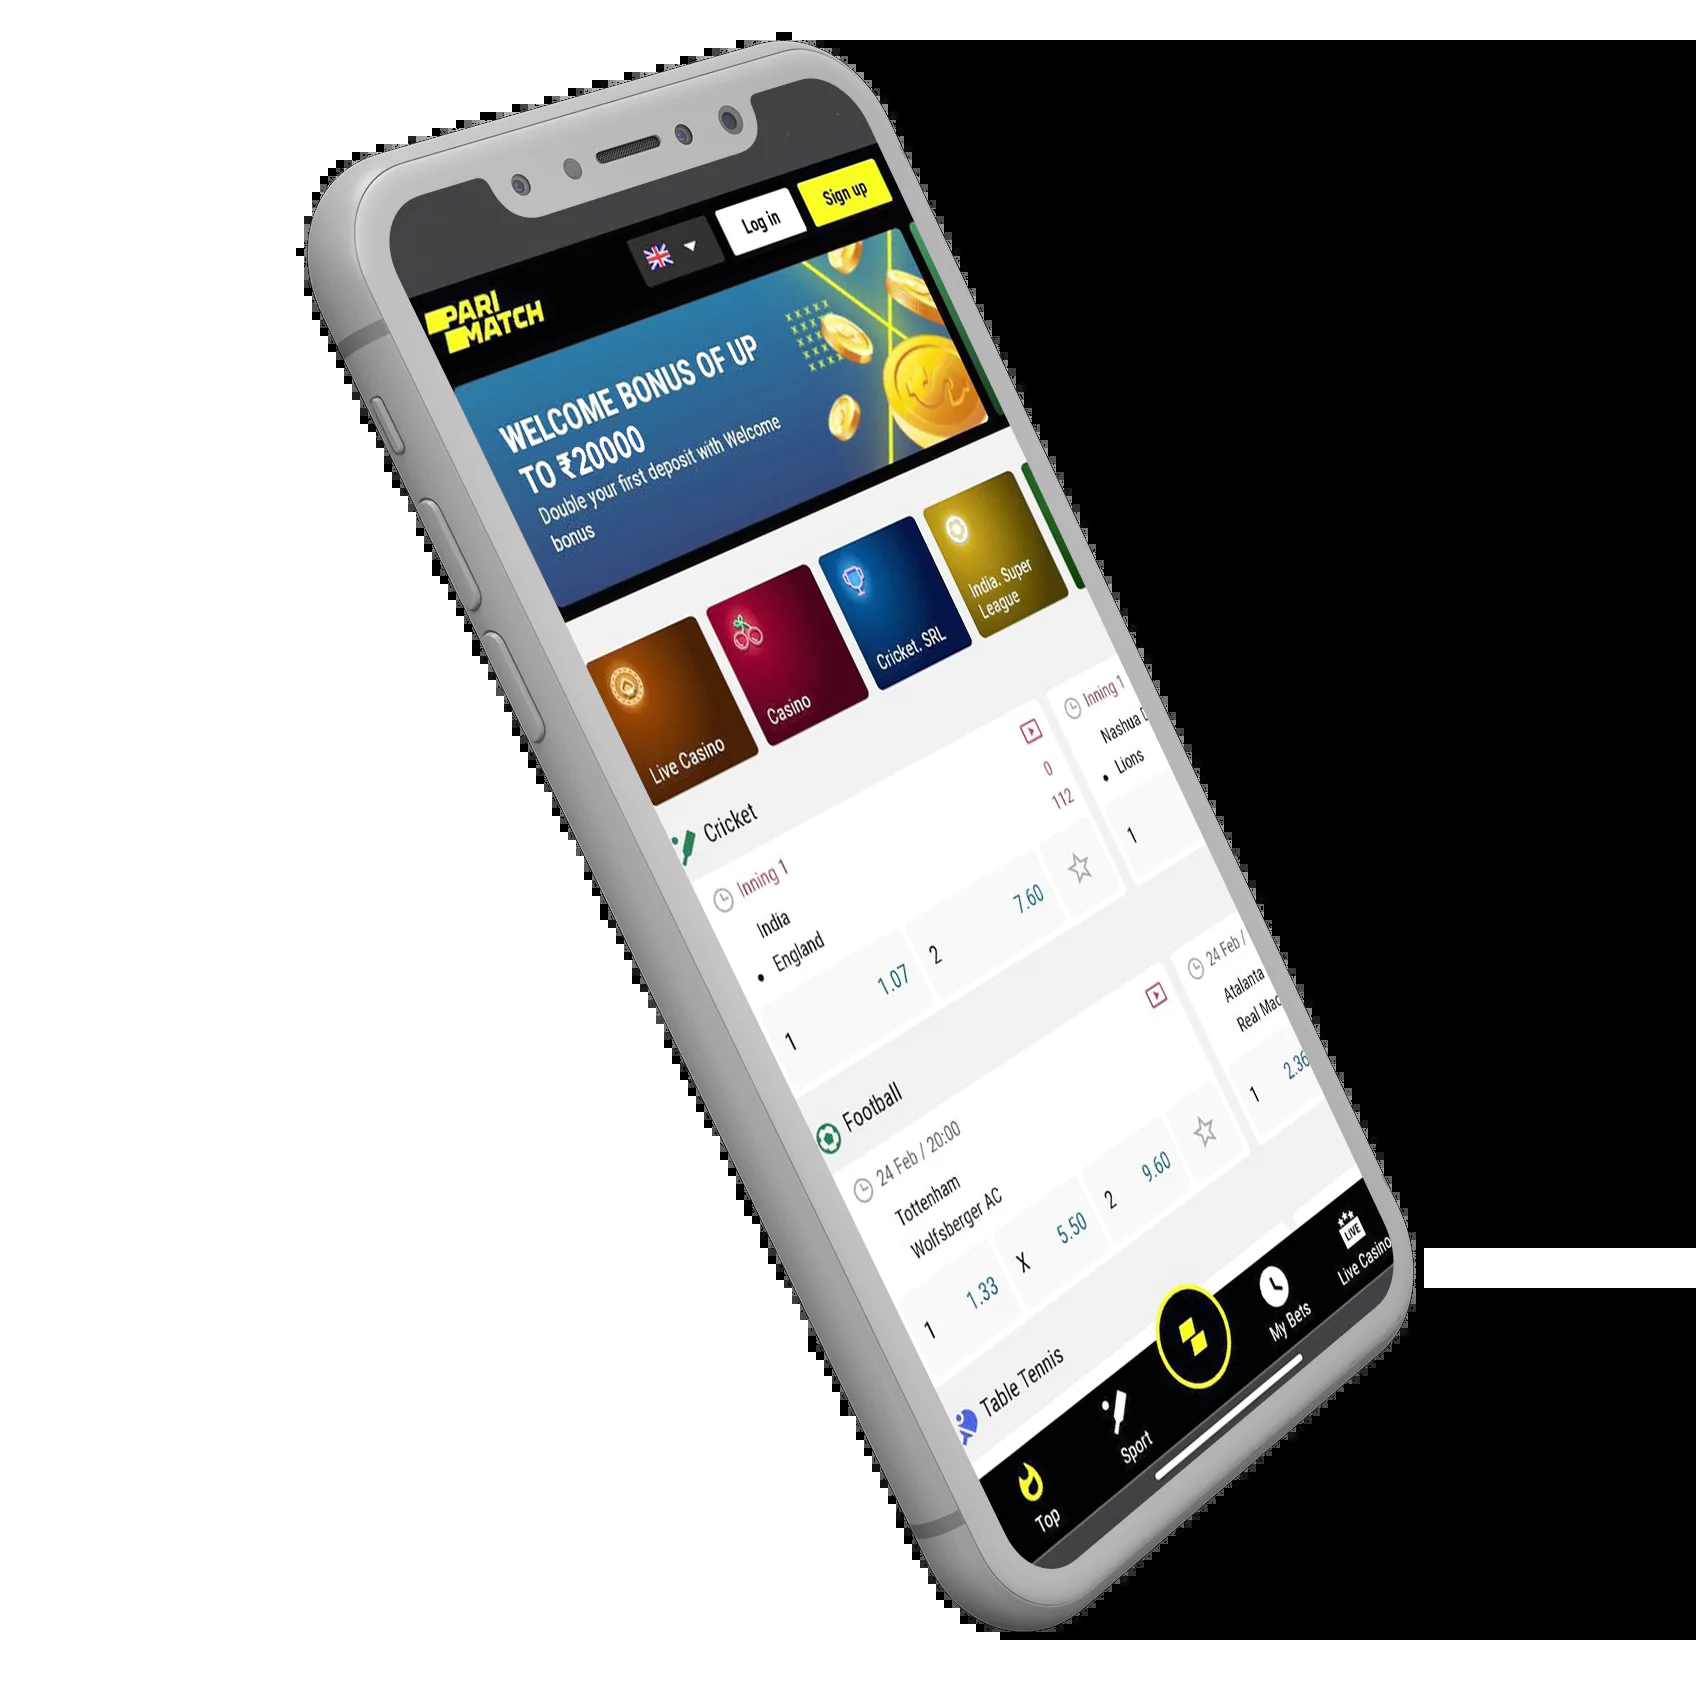 Log in
Sign up
PARI
MATCH
WELCOME BONUS OF UP
TO ₹20000
Double your first deposit with Welcome
bonus
Live Casino
Casino
Cricket. SRL
India. Super
League
Cricket
Inning 1
India 0
• England 112
1 1.07 2 7.60
Inning 1
Nashua
• Lions
1
Football
24 Feb / 20:00
Tottenham
Wolfsberger AC
1 1.33 X 5.50 2 9.60
24 Feb /
Atalanta
Real Mad
1 2.36
Table Tennis
Top
Sport
My Bets
LIVE
Live Casino